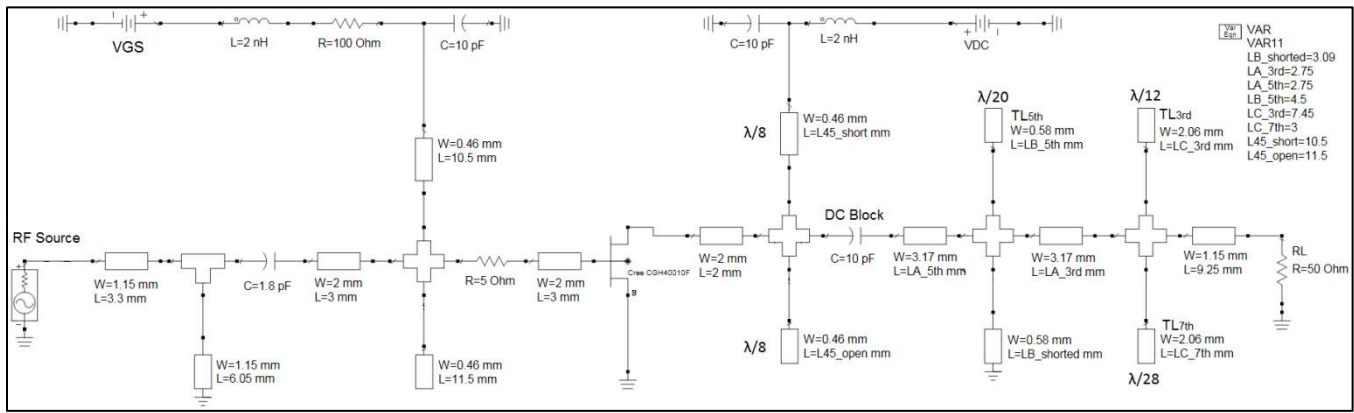 VGS
L=2 nH
R=100 Ohm
C=10 pF
C=10 pF
L=2 nH
VDC
Var
Eqn
VAR
VAR11
LB_shorted=3.09
LA_3rd=2.75
LA_5th=2.75
LB_5th=4.5
LC_3rd=7.45
LC_7th=3
L45_short=10.5
L45_open=11.5
W=0.46 mm
L=10.5 mm
λ/8
W=0.46 mm
L=L45_short mm
λ/20
TL5th
W=0.58 mm
L=LB_5th mm
λ/12
TL3rd
W=2.06 mm
L=LC_3rd mm
RF Source
W=1.15 mm
L=3.3 mm
C=1.8 pF
W=2 mm
L=3 mm
R=5 Ohm
W=2 mm
L=3 mm
Cree CGH40010F
g
W=2 mm
L=2 mm
DC Block
C=10 pF
W=3.17 mm
L=LA_5th mm
W=3.17 mm
L=LA_3rd mm
W=1.15 mm
L=9.25 mm
RL
R=50 Ohm
W=1.15 mm
L=6.05 mm
W=0.46 mm
L=11.5 mm
λ/8
W=0.46 mm
L=L45_open mm
W=0.58 mm
L=LB_shorted mm
TL7th
W=2.06 mm
L=LC_7th mm
λ/28